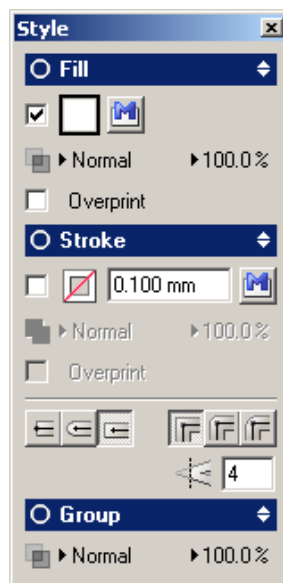 Style
Fill
M
Normal 100.0%
Overprint
Stroke
0.100 mm M
Normal 100.0%
Overprint
4
Group
Normal 100.0%